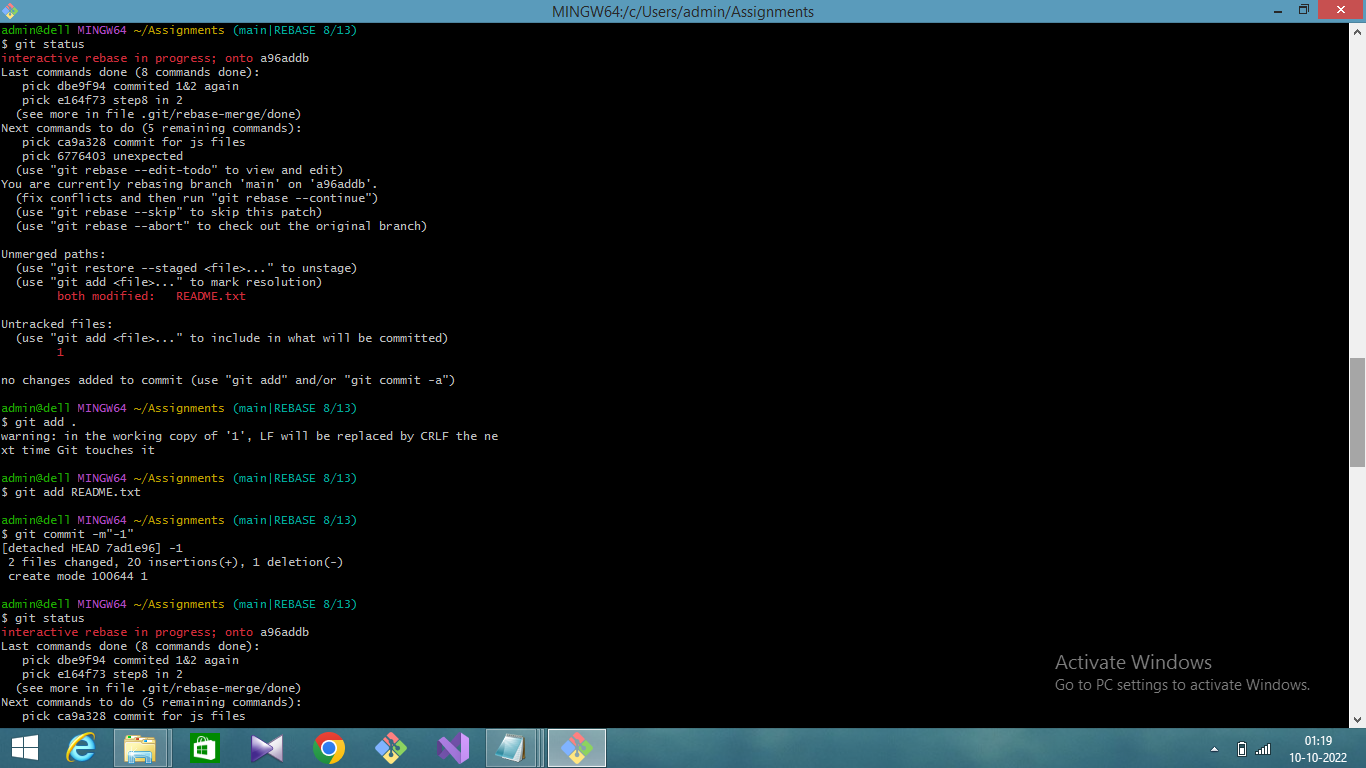 MINGW64:/c/Users/admin/Assignments
admin@dell MINGW64 ~/Assignments (main|REBASE 8/13)
$ git status
interactive rebase in progress; onto a96addb
Last commands done (8 commands done):
   pick dbe9f94 commited 1&2 again
   pick e164f73 step8 in 2
  (see more in file .git/rebase-merge/done)
Next commands to do (5 remaining commands):
   pick ca9a328 commit for js files
   pick 6776403 unexpected
  (use "git rebase --edit-todo" to view and edit)
You are currently rebasing branch 'main' on 'a96addb'.
  (fix conflicts and then run "git rebase --continue")
  (use "git rebase --skip" to skip this patch)
  (use "git rebase --abort" to check out the original branch)
Unmerged paths:
  (use "git restore --staged <file>..." to unstage)
  (use "git add <file>..." to mark resolution)
        both modified:   README.txt
Untracked files:
  (use "git add <file>..." to include in what will be committed)
        1
no changes added to commit (use "git add" and/or "git commit -a")
admin@dell MINGW64 ~/Assignments (main|REBASE 8/13)
$ git add .
warning: in the working copy of '1', LF will be replaced by CRLF the ne
xt time Git touches it
admin@dell MINGW64 ~/Assignments (main|REBASE 8/13)
$ git add README.txt
admin@dell MINGW64 ~/Assignments (main|REBASE 8/13)
$ git commit -m"-1"
[detached HEAD 7ad1e96] -1
 2 files changed, 20 insertions(+), 1 deletion(-)
 create mode 100644 1
admin@dell MINGW64 ~/Assignments (main|REBASE 8/13)
$ git status
interactive rebase in progress; onto a96addb
Last commands done (8 commands done):
   pick dbe9f94 commited 1&2 again
   pick e164f73 step8 in 2
  (see more in file .git/rebase-merge/done)
Next commands to do (5 remaining commands):
   pick ca9a328 commit for js files
Activate Windows
Go to PC settings to activate Windows.
01:19
10-10-2022